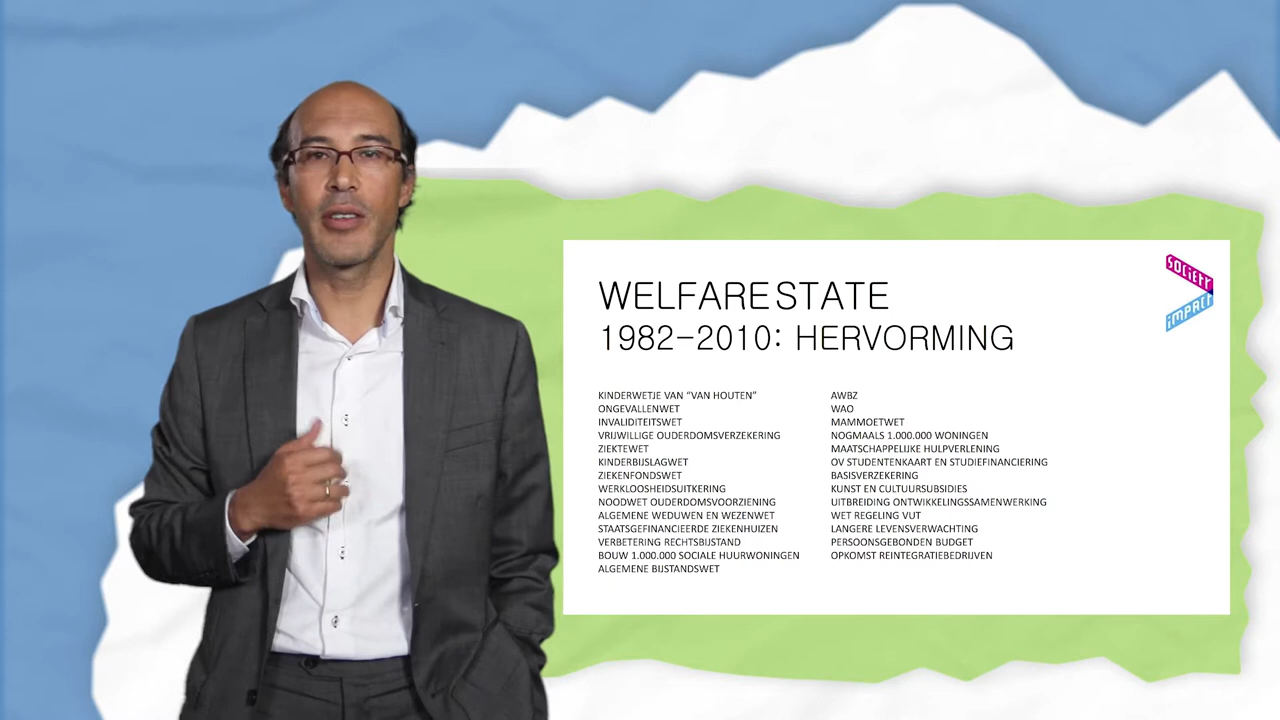 SOCIETY
IMPACT
WELFARE STATE
1982-2010: HERVORMING
KINDERWETJE VAN “VAN HOUTEN”
ONGEVALLENWET
INVALIDITEITSWET
VRIJWILLIGE OUDERDOMSVERZEKERING
ZIEKTEWET
KINDERBIJSLAGWET
ZIEKENFONDSWET
WERKLOOSHEIDSUITKERING
NOODWET OUDERDOMSVOORZIENING
ALGEMENE WEDUWEN EN WEZENWET
STAATSGEFINANCIEERDE ZIEKENHUIZEN
VERBETERING RECHTSBIJSTAND
BOUW 1.000.000 SOCIALE HUURWONINGEN
ALGEMENE BIJSTANDSWET
AWBZ
WAO
MAMMOETWET
NOGMAALS 1.000.000 WONINGEN
MAATSCHAPPELIJKE HULPVERLENING
OV STUDENTENKAART EN STUDIEFINANCIERING
BASISVERZEKERING
KUNST EN CULTUURSUBSIDIES
UITBREIDING ONTWIKKELINGSSAMENWERKING
WET REGELING VUT
LANGERE LEVENSVERWACHTING
PERSOONSGEBONDEN BUDGET
OPKOMST REINTEGRATIEBEDRIJVEN